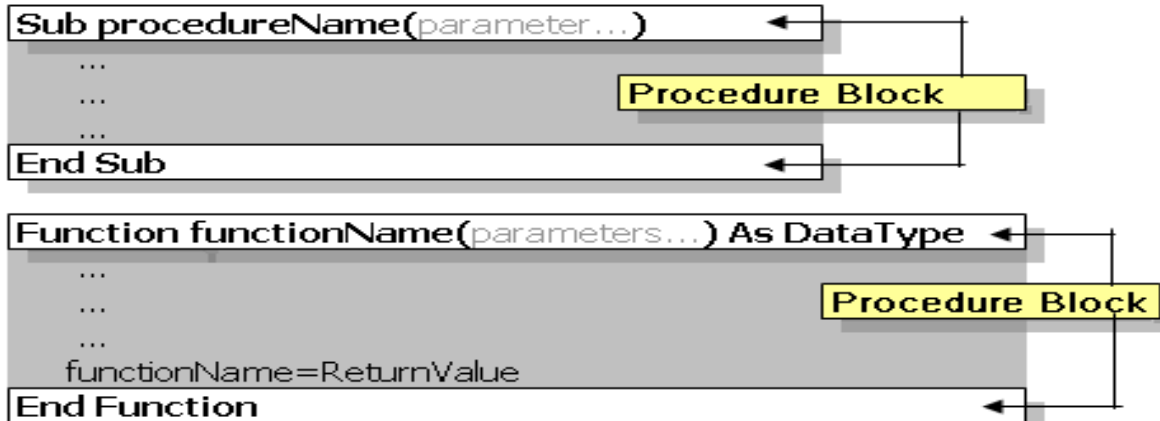 Sub procedureName(parameter...)
...
...
Procedure Block
...
End Sub
Function functionName(parameters...) As DataType
...
...
Procedure Block
...
functionName=ReturnValue
End Function